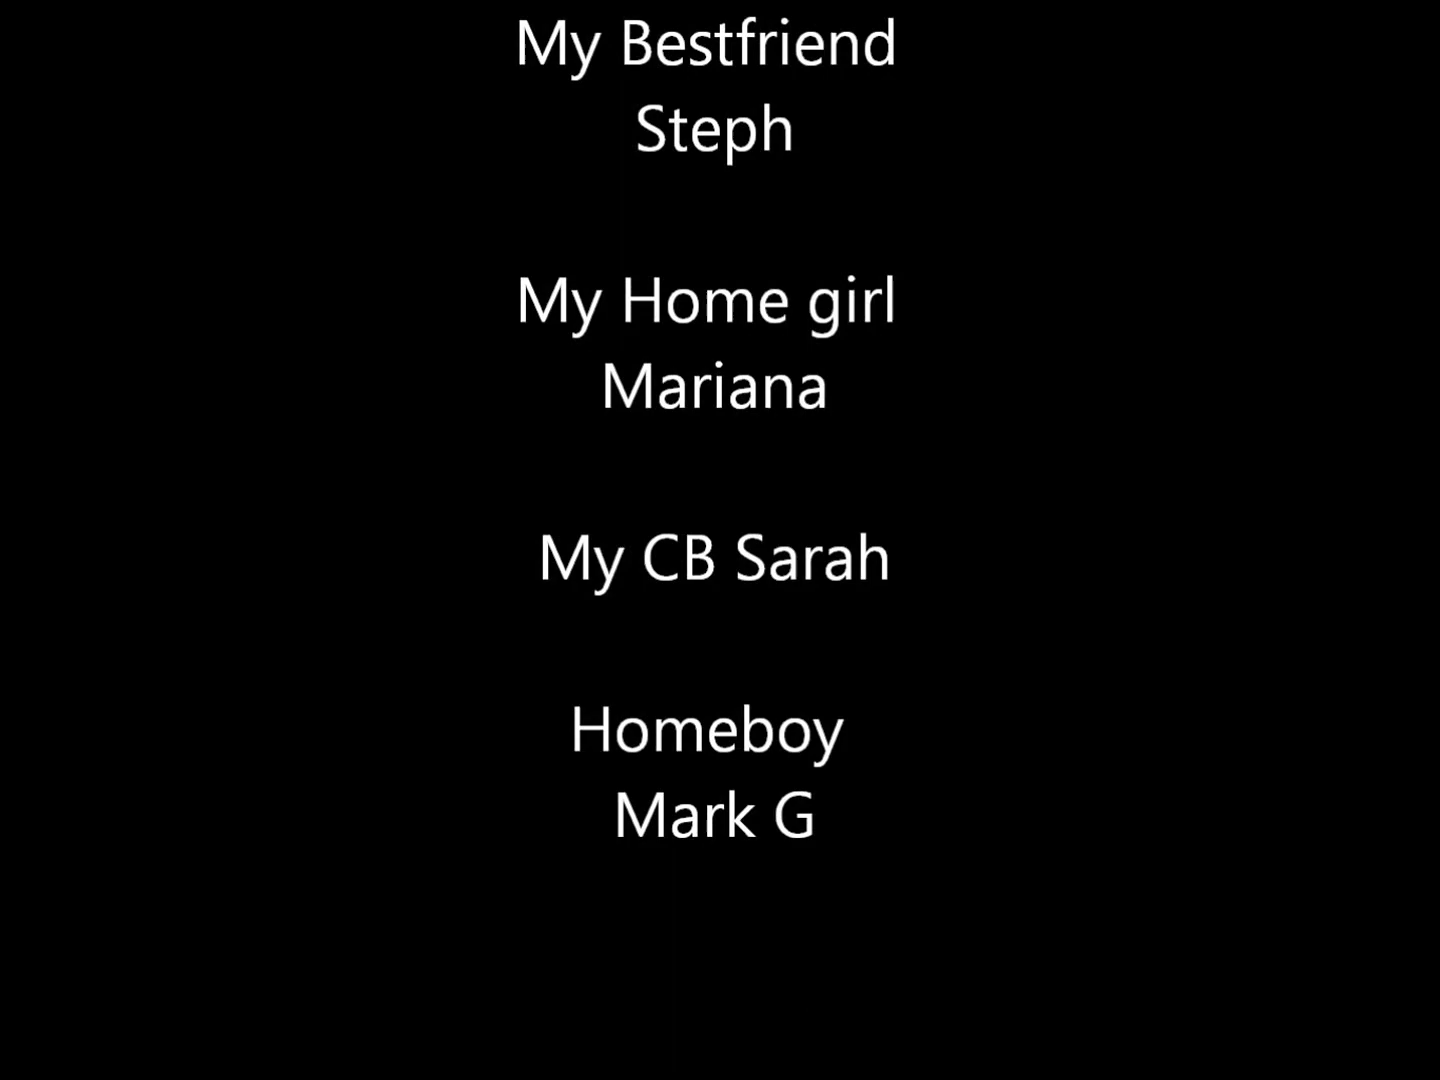 My Bestfriend
Steph
My Home girl
Mariana
My CB Sarah
Homeboy
Mark G